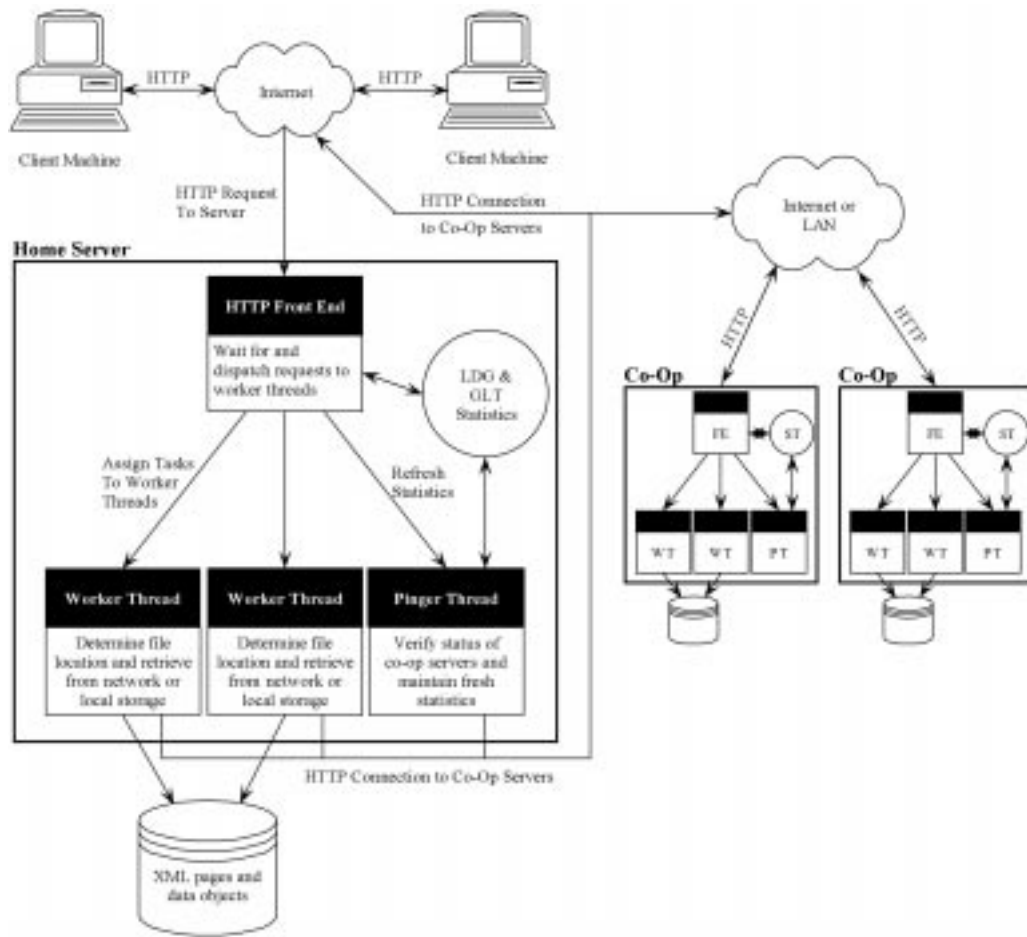 HTTP
HTTP
Internet
Client Machine
Client Machine
HTTP Request
To Server
HTTP Connection
to Co-Op Servers
Internet or
LAN
Home Server
HTTP Front End
Wait for and
dispatch requests to
worker threads
LDG &
GLT
Statistics
Assign Tasks
To Worker
Threads
Refresh
Statistics
HTTP
HTTP
Co-Op
Co-Op
FE
ST
FE
ST
WT
WT
PT
WT
WT
PT
Worker Thread
Worker Thread
Pinger Thread
Determine file
location and retrieve
from network or
local storage
Determine file
location and retrieve
from network or
local storage
Verify status of
co-op servers and
maintain fresh
statistics
HTTP Connection to Co-Op Servers
XML pages and
data objects